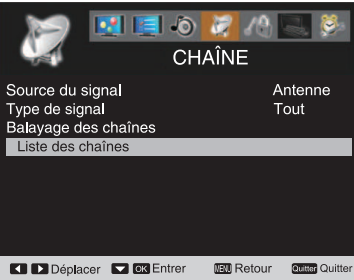 CHAÎNE
Source du signal Antenne
Type de signal Tout
Balayage des chaînes
Liste des chaînes
Déplacer OK Entrer MENU Retour Quitter Quitter